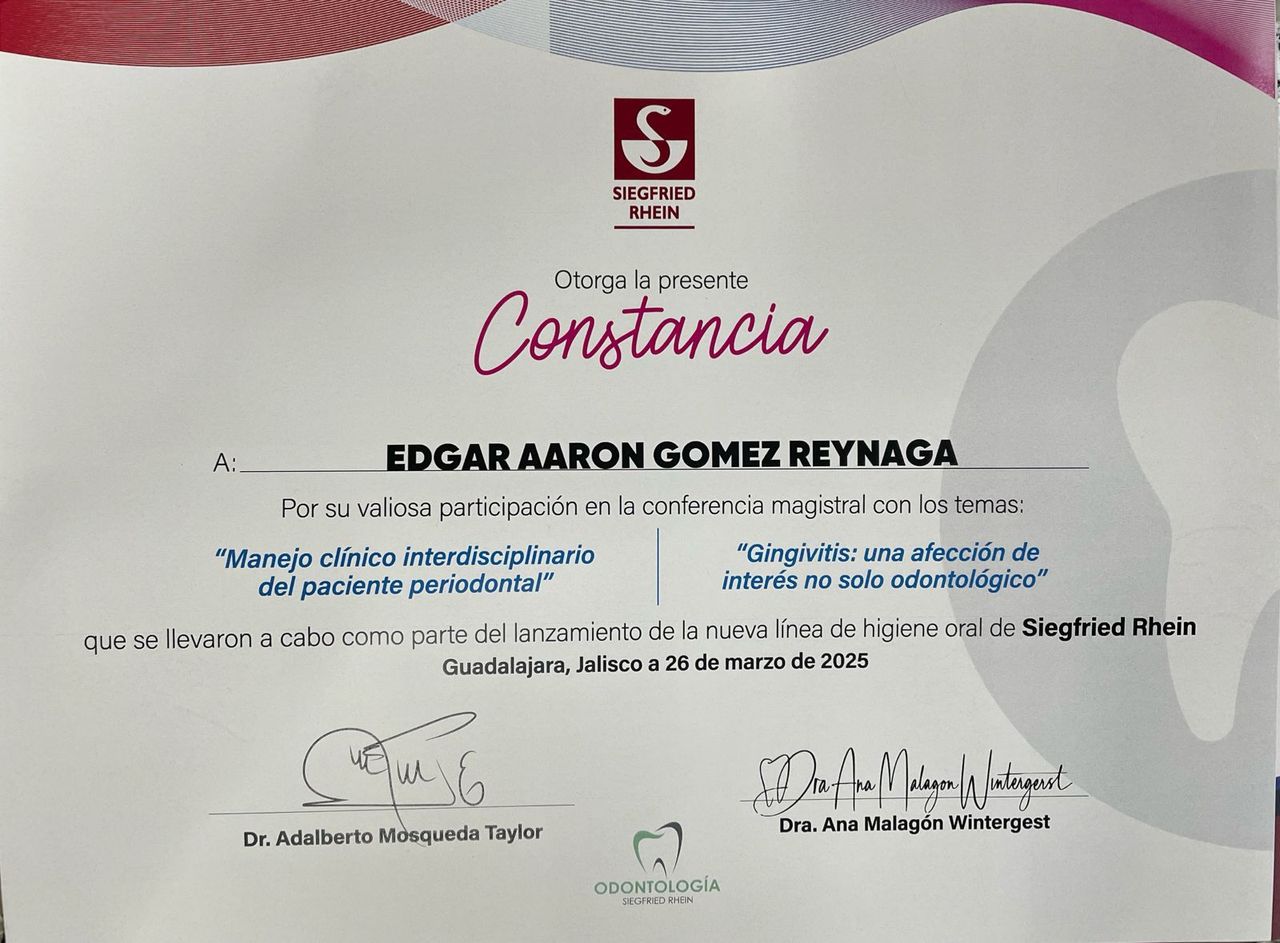 SIEGFRIED
RHEIN
Otorga la presente
Constancia
A: EDGAR AARON GOMEZ REYNAGA
Por su valiosa participación en la conferencia magistral con los temas:
“Manejo clínico interdisciplinario
del paciente periodontal”
“Gingivitis: una afección de
interés no solo odontológico”
que se llevaron a cabo como parte del lanzamiento de la nueva línea de higiene oral de Siegfried Rhein
Guadalajara, Jalisco a 26 de marzo de 2025
Dr. Adalberto Mosqueda Taylor
Dra Ana Malagon Wintergerst
Dra. Ana Malagón Wintergest
ODONTOLOGÍA
SIEGFRIED RHEIN